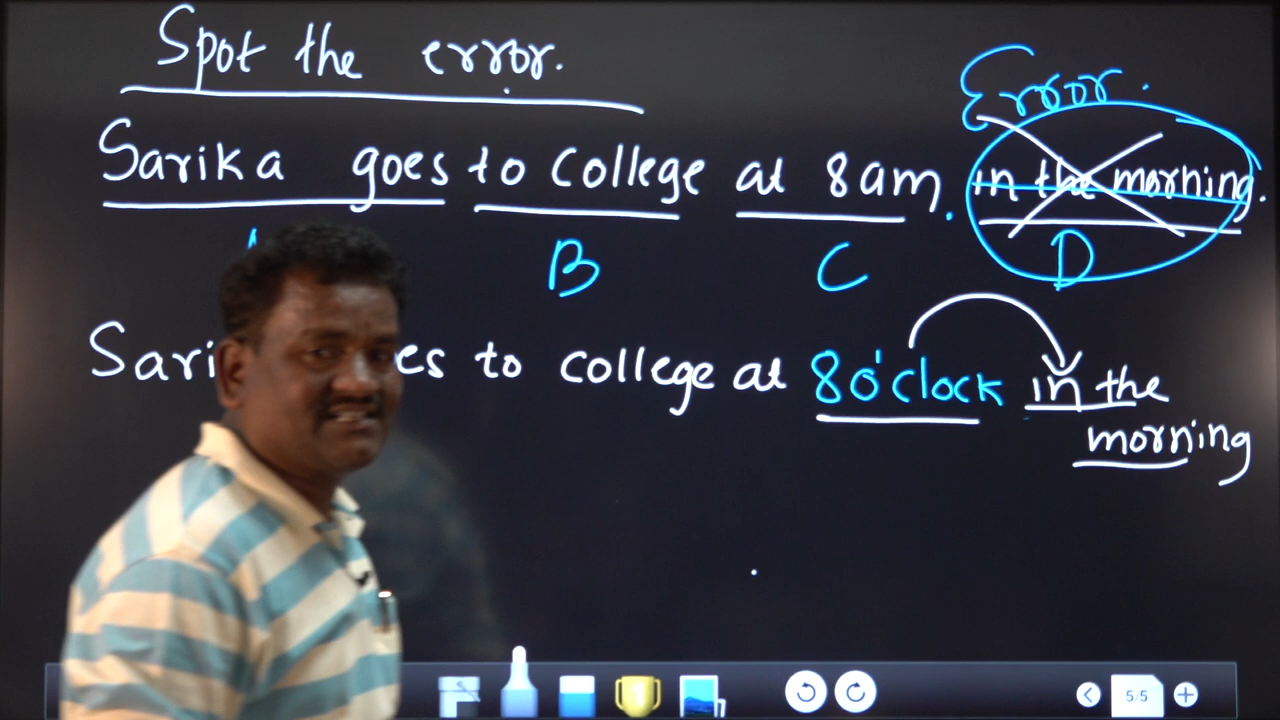 Spot the error.
Error.
Sarika goes to college at 8am. in the morning.
B C D
es to college at 8 o'clock in the
morning
5/5